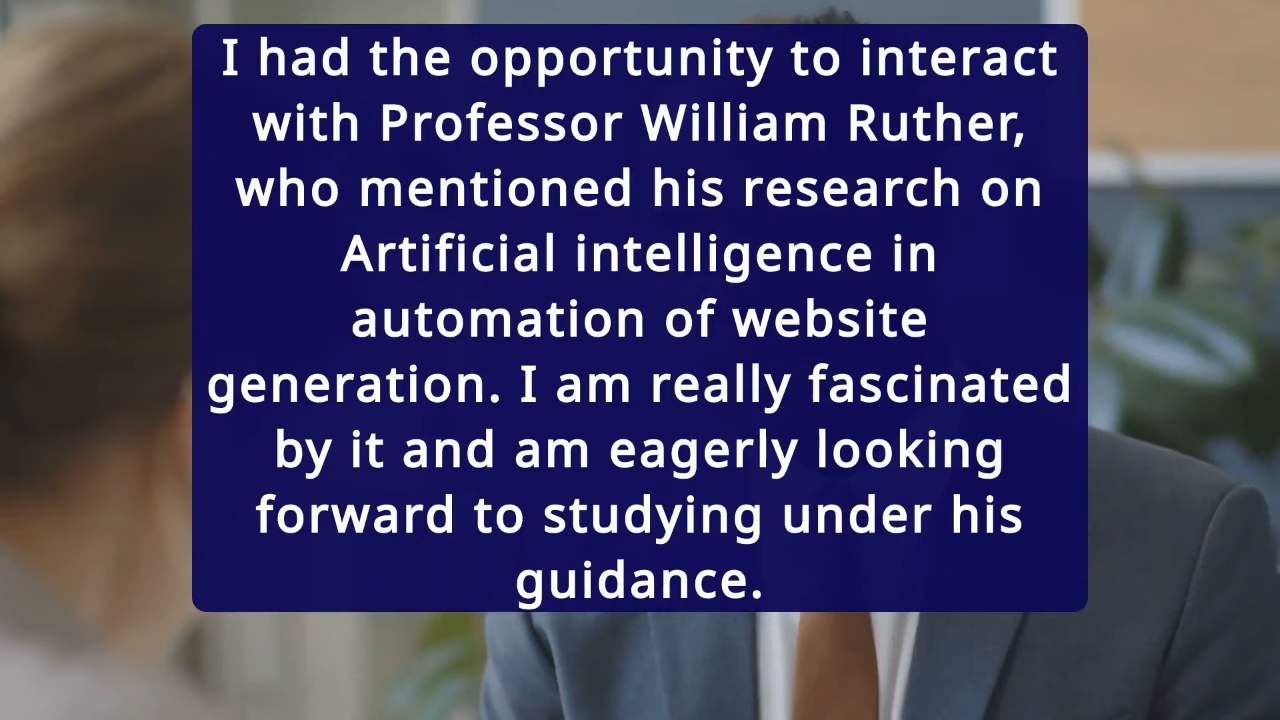 I had the opportunity to interact
with Professor William Ruther,
who mentioned his research on
Artificial intelligence in
automation of website
generation. I am really fascinated
by it and am eagerly looking
forward to studying under his
guidance.